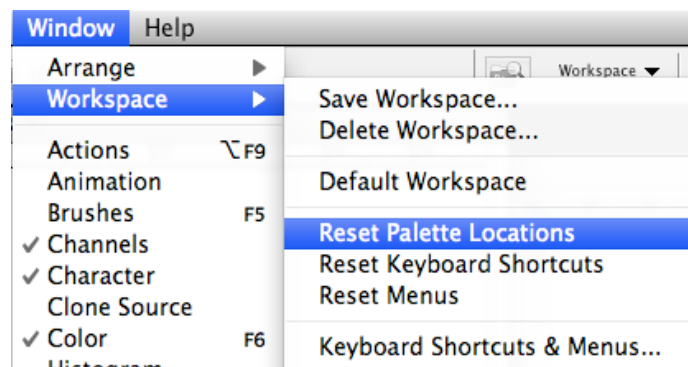 Window Help
Arrange
Workspace
Actions ⌥F9
Animation
Brushes F5
Channels
Character
Clone Source
Color F6
Histogram
Workspace
Save Workspace...
Delete Workspace...
Default Workspace
Reset Palette Locations
Reset Keyboard Shortcuts
Reset Menus
Keyboard Shortcuts & Menus...